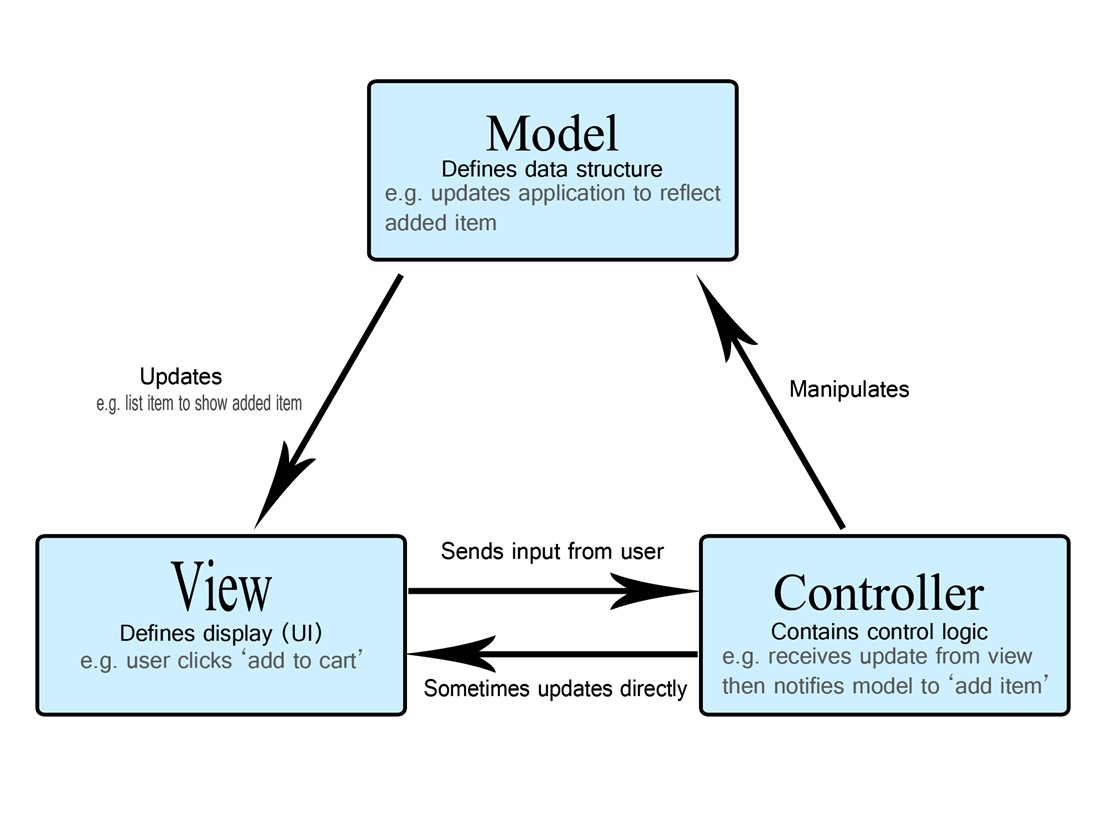 Model
Defines data structure
e.g. updates application to reflect
added item
Updates
e.g. list item to show added item
Manipulates
Sends input from user
Sometimes updates directly
View
Defines display (UI)
e.g. user clicks ‘add to cart’
Controller
Contains control logic
e.g. receives update from view
then notifies model to ‘add item’